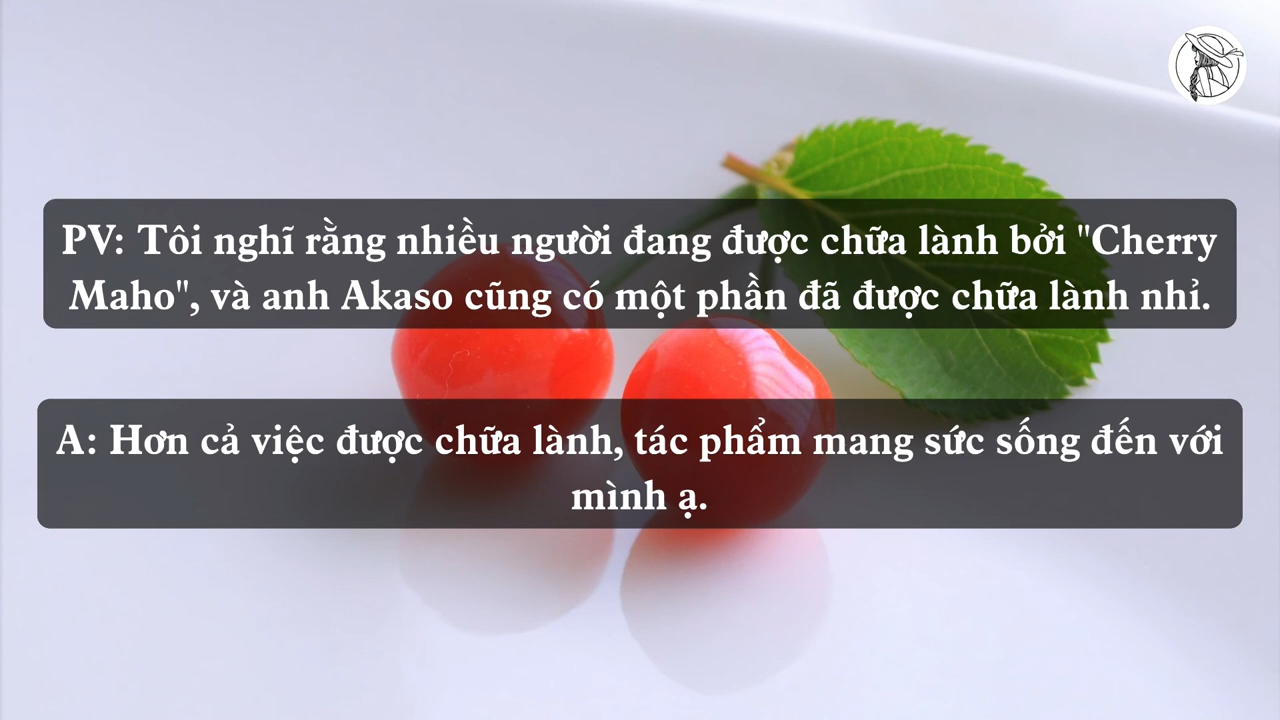 PV: Tôi nghĩ rằng nhiều người đang được chữa lành bởi "Cherry
Maho", và anh Akaso cũng có một phần đã được chữa lành nhỉ.
A: Hơn cả việc được chữa lành, tác phẩm mang sức sống đến với
mình ạ.